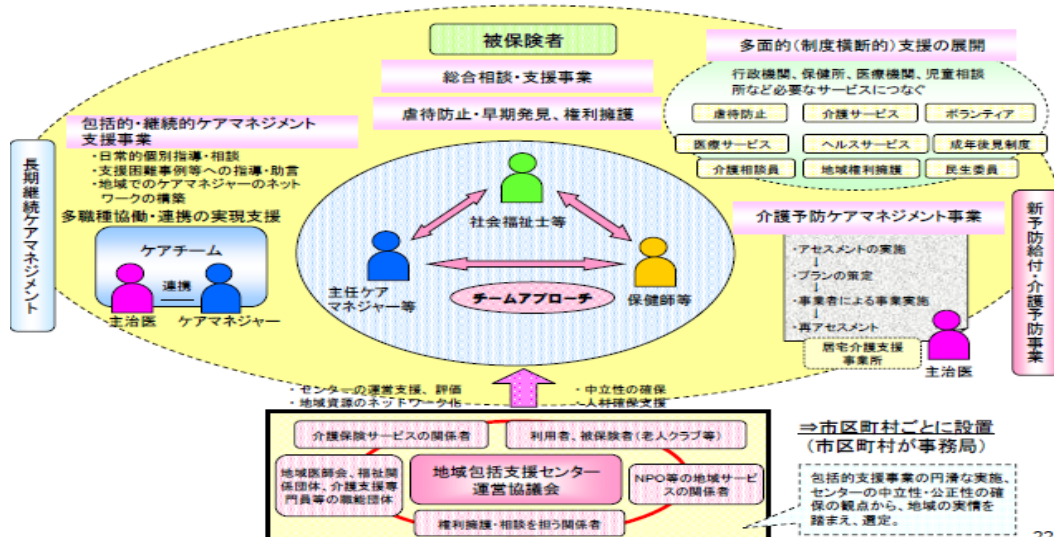 被保険者
総合相談・支援事業
虐待防止・早期発見、権利擁護
多面的(制度横断的)支援の展開
行政機関、保健所、医療機関、児童相談
所など必要なサービスにつなぐ
虐待防止
介護サービス
ボランティア
医療サービス
ヘルスサービス
成年後見制度
介護相談員
地域権利擁護
民生委員
長期継続ケアマネジメント
包括的・継続的ケアマネジメント
支援事業
・日常的個別指導・相談
・支援困難事例等への指導・助言
・地域でのケアマネジャーのネット
ワークの構築
多職種協働・連携の実現支援
ケアチーム
連携
主治医
ケアマネジャー
社会福祉士等
主任ケア
マネジャー等
チームアプローチ
保健師等
介護予防ケアマネジメント事業
・アセスメントの実施
↓
・プランの策定
↓
・事業者による事業実施
↓
・再アセスメント
居宅介護支援
事業所
主治医
新予防給付・介護予防事業
・センターの運営支援、評価
・地域資源のネットワーク化
・中立性の確保
・人材確保支援
介護保険サービスの関係者
利用者、被保険者(老人クラブ等)
地域医師会、福祉関
係団体、介護支援専
門員等の職能団体
地域包括支援センター
運営協議会
NPO等の地域サービ
スの関係者
権利擁護・相談を担う関係者
⇒市区町村ごとに設置
(市区町村が事務局)
包括的支援事業の円滑な実施、
センターの中立性・公正性の確
保の観点から、地域の実情を
踏まえ、選定。